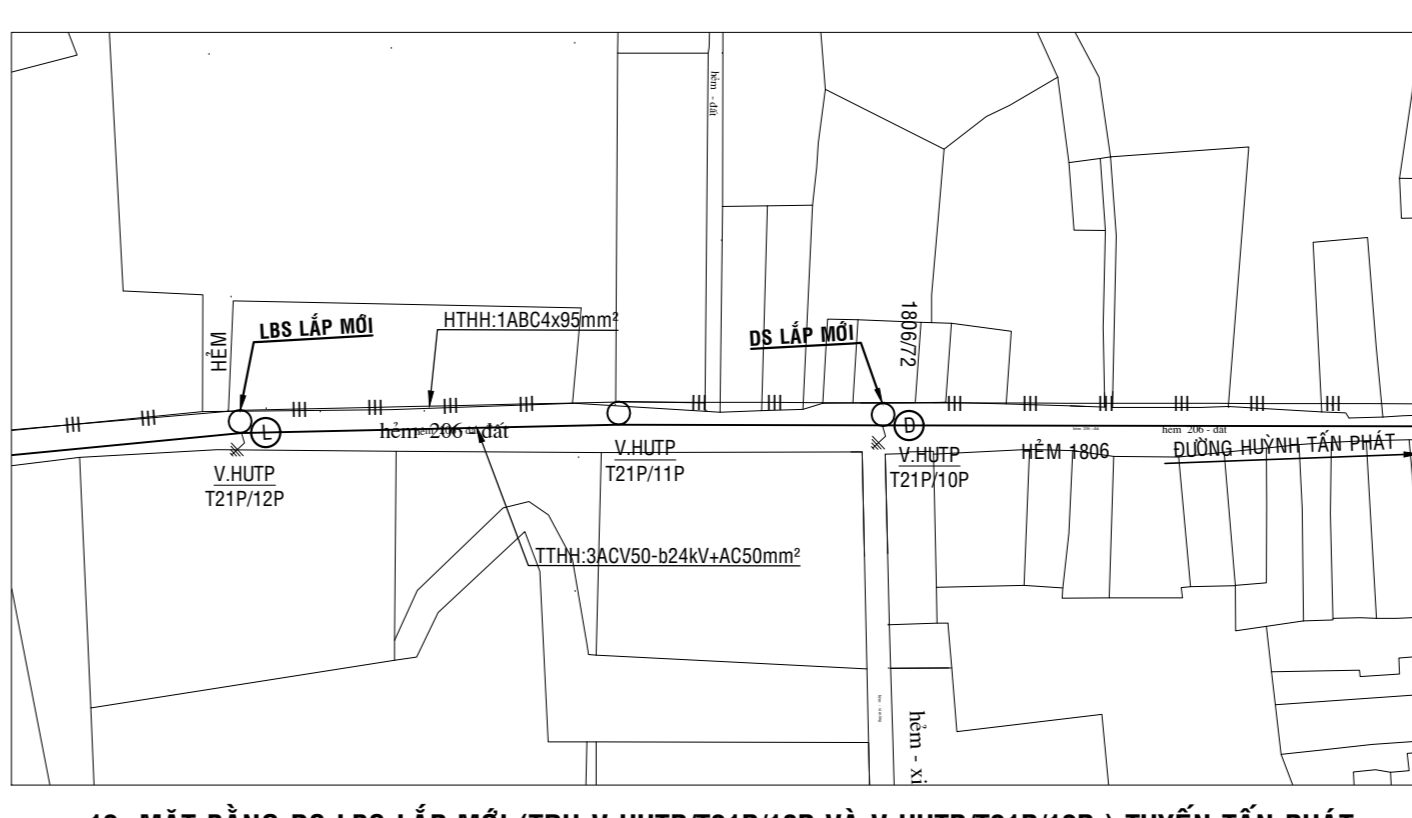 hẻm - đất
HẺM
LBS LẮP MỚI
HTHH:1ABC4x95mm²
DS LẮP MỚI
1806/72
L
hẻm 206 đất
V.HUTP
T21P/12P
V.HUTP
T21P/11P
D
V.HUTP
T21P/10P
hẻm 206 - đất
HẺM 1806
ĐƯỜNG HUỲNH TẤN PHÁT
TTHH:3ACV50-b24kV+AC50mm²
hẻm - xi